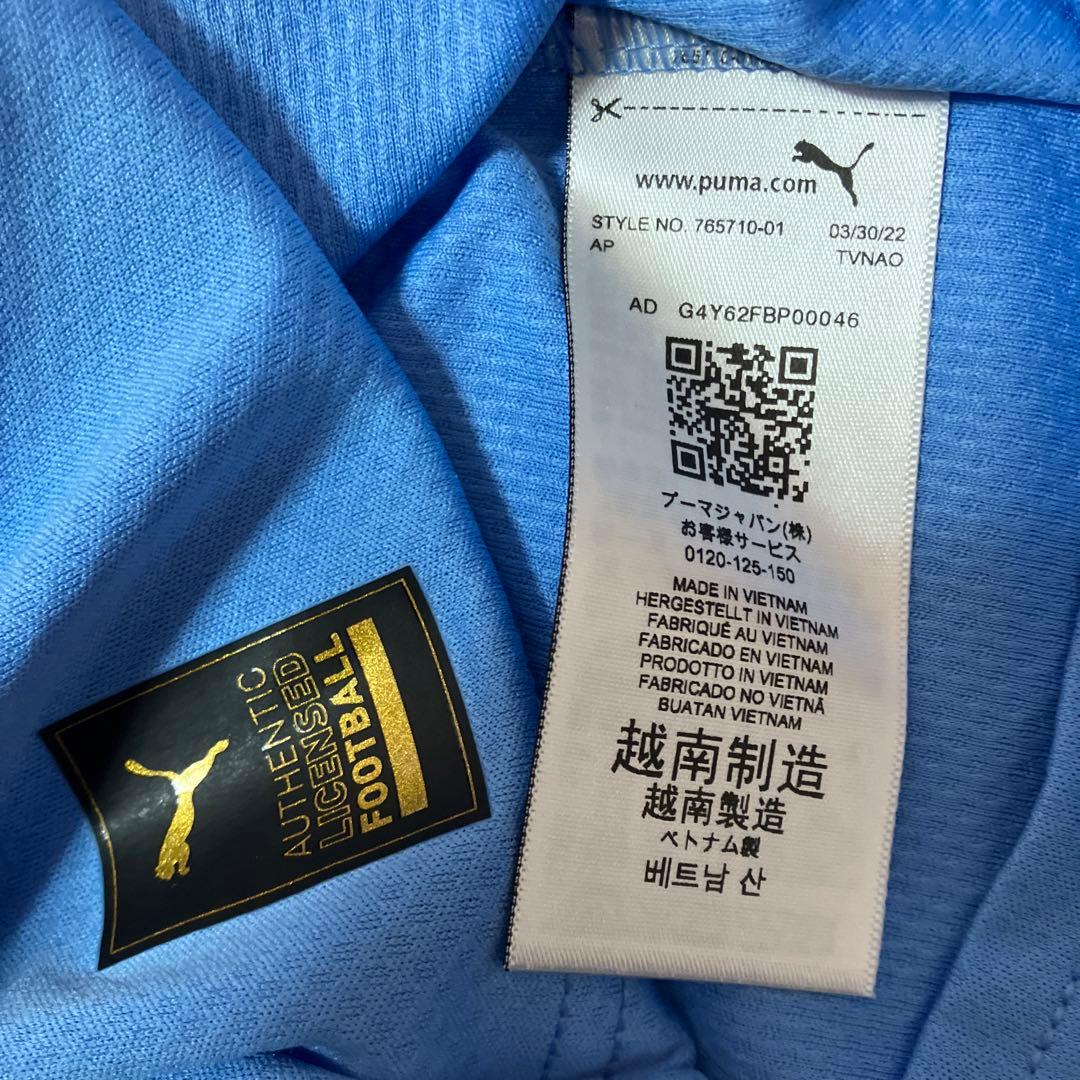 www.puma.com
STYLE NO. 765710-01 03/30/22
AP TVNAO
AD G4Y62FBP00046
プーマジャパン(株)
お客様サービス
0120-125-150
MADE IN VIETNAM
HERGESTELLT IN VIETNAM
FABRIQUÉ AU VIETNAM
FABRICADO EN VIETNAM
PRODOTTO IN VIETNAM
FABRICADO NO VIETNÃ
BUATAN VIETNAM
越南制造
越南製造
ベトナム製
베트남 산
AUTHENTIC
LICENSED
FOOTBALL